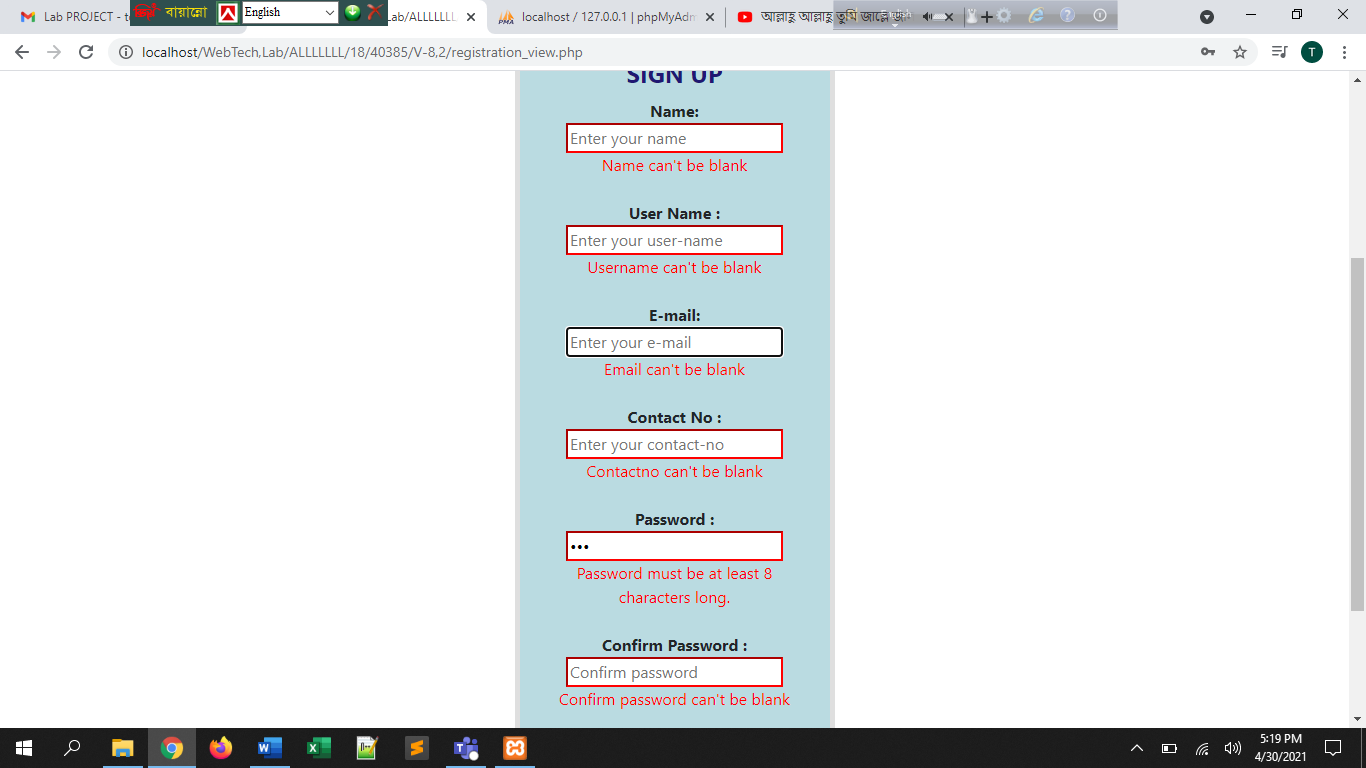 Lab PROJECT - t
বায়ান্নো
English
Lab/ALLLLLLL
localhost / 127.0.0.1 | phpMyAdm
আল্লাহু আল্লাহু তুমি জাল্লে
English
localhost/WebTech,Lab/ALLLLLLL/18/40385/V-8,2/registration_view.php
T
SIGN UP
Name:
Enter your name
Name can't be blank
User Name :
Enter your user-name
Username can't be blank
E-mail:
Enter your e-mail
Email can't be blank
Contact No :
Enter your contact-no
Contactno can't be blank
Password :
•••
Password must be at least 8
characters long.
Confirm Password :
Confirm password
Confirm password can't be blank
5:19 PM
4/30/2021